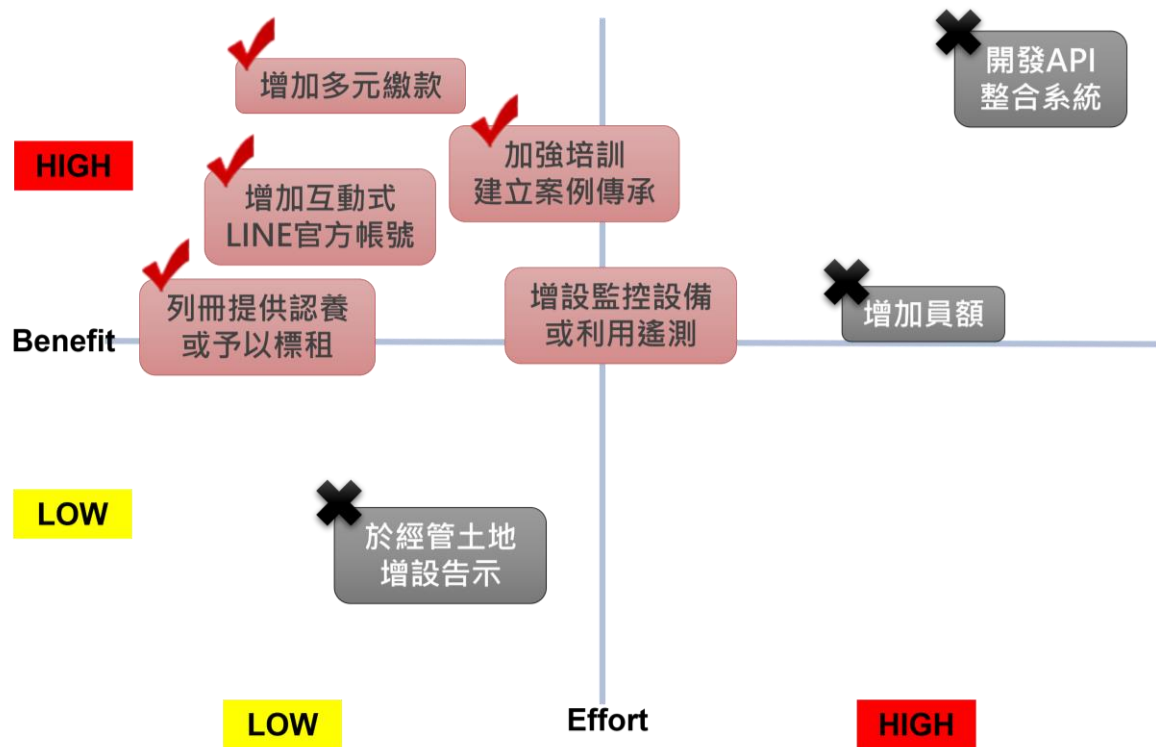 增加多元繳款
開發API
整合系統
HIGH
加強培訓
建立案例傳承
增加互動式
LINE官方帳號
列冊提供認養
或予以標租
增設監控設備
或利用遙測
增加員額
Benefit
LOW
於經管土地
增設告示
LOW
Effort
HIGH